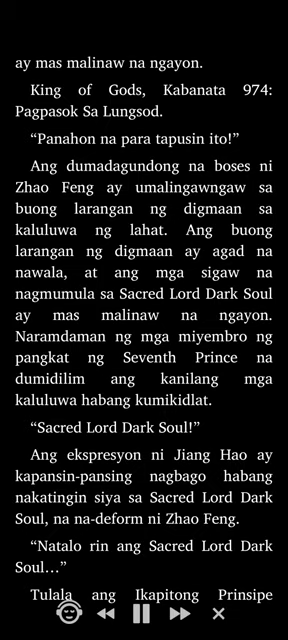 ay mas malinaw na ngayon.
King of Gods, Kabanata 974:
Pagpasok Sa Lungsod.
“Panahon na para tapusin ito!”
Ang dumadagundong na boses ni
Zhao Feng ay umalingawngaw sa
buong larangan ng digmaan sa
kaluluwa ng lahat. Ang buong
larangan ng digmaan ay agad na
nawala, at ang mga sigaw na
nagmumula sa Sacred Lord Dark Soul
ay mas malinaw na ngayon.
Naramdaman ng mga miyembro ng
pangkat ng Seventh Prince na
dumidilim ang kanilang mga
kaluluwa habang kumikidlat.
“Sacred Lord Dark Soul!”
Ang ekspresyon ni Jiang Hao ay
kapansin-pansing nagbago habang
nakatingin siya sa Sacred Lord Dark
Soul, na na-deform ni Zhao Feng.
“Natalo rin ang Sacred Lord Dark
Soul…”
Tulala ang Ikapitong Prinsipe